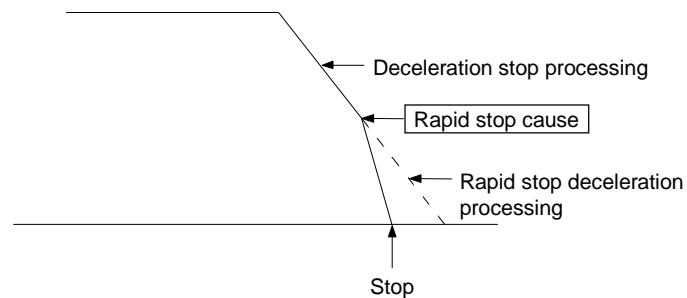 Deceleration stop processing
Rapid stop cause
Rapid stop deceleration
processing
Stop